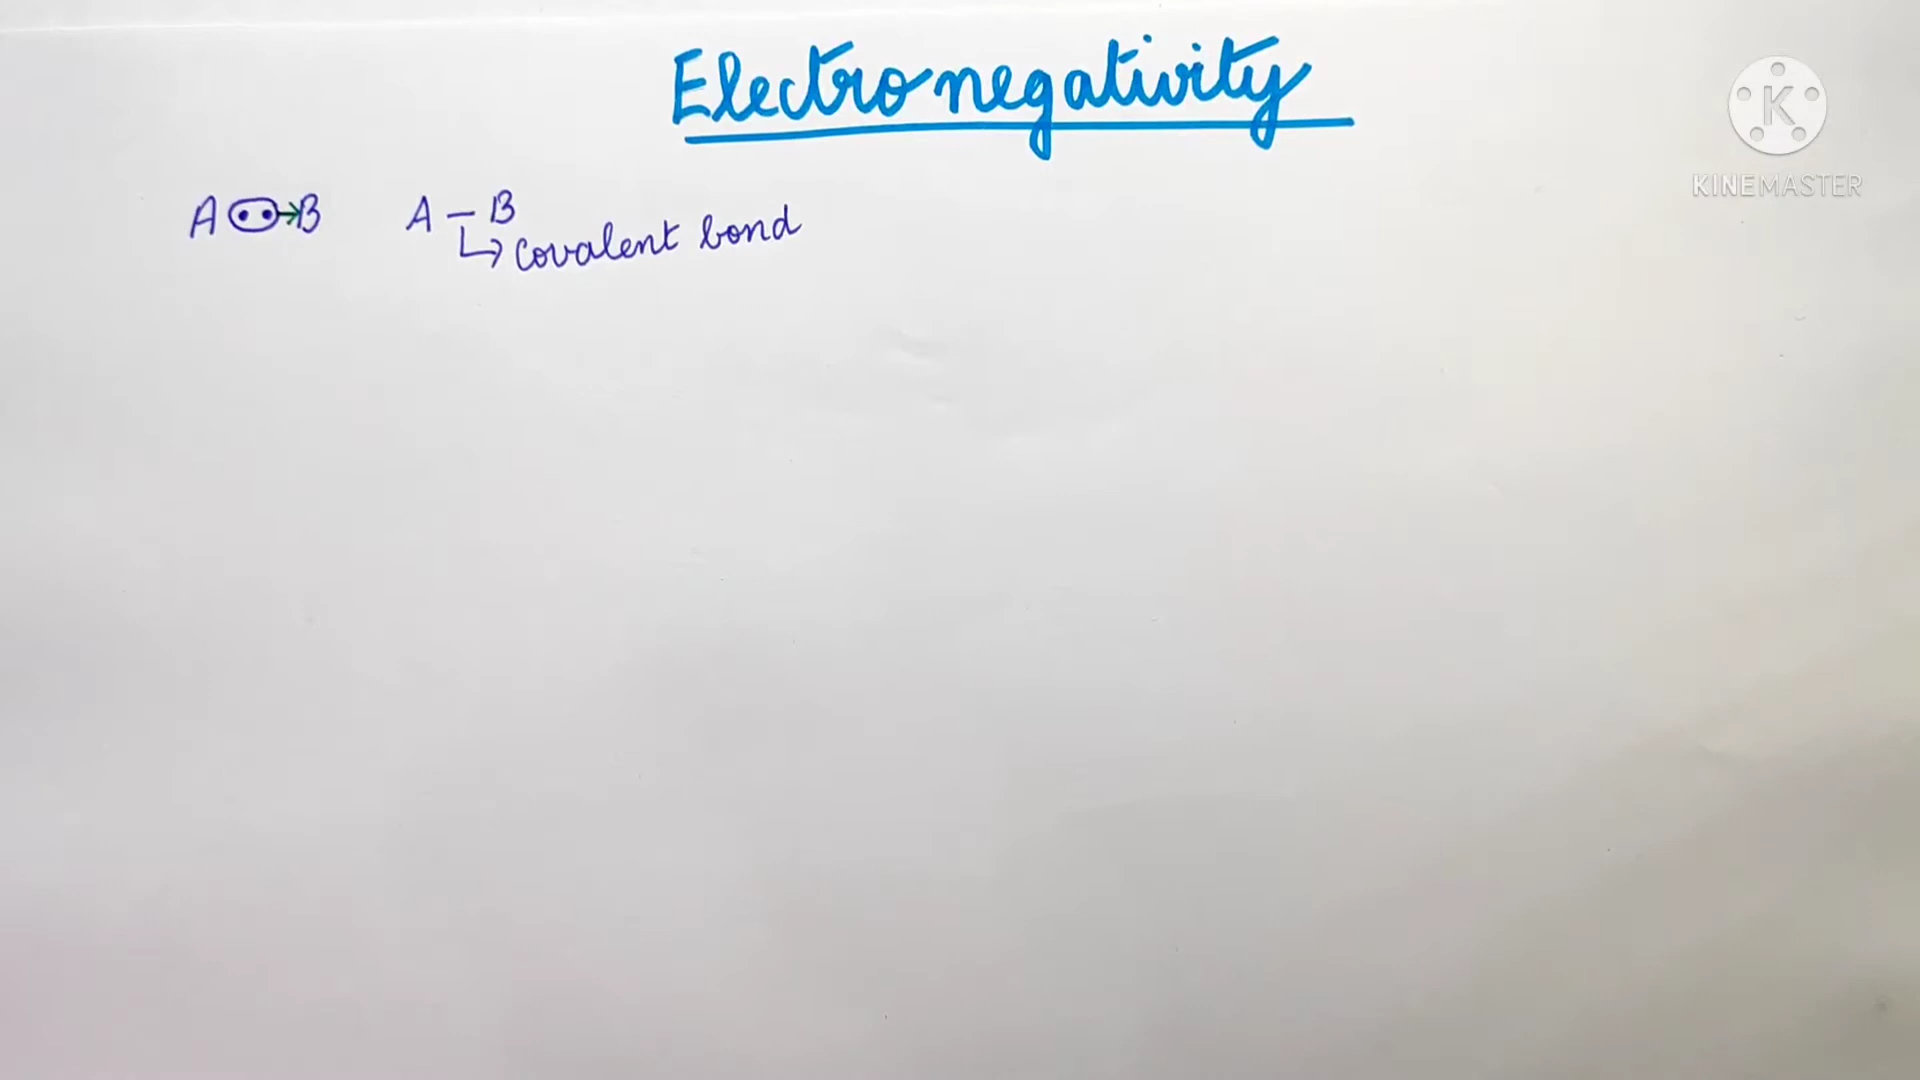 Electronegativity
K
KINEMASTER
A •• → B A — B
↳ Covalent bond